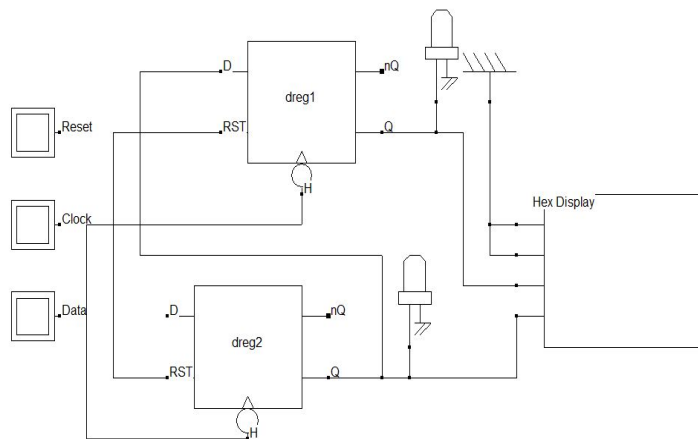 D
nQ
dreg1
Reset
RST
Q
H
Hex Display
Clock
Data
D
nQ
dreg2
RST
Q
H